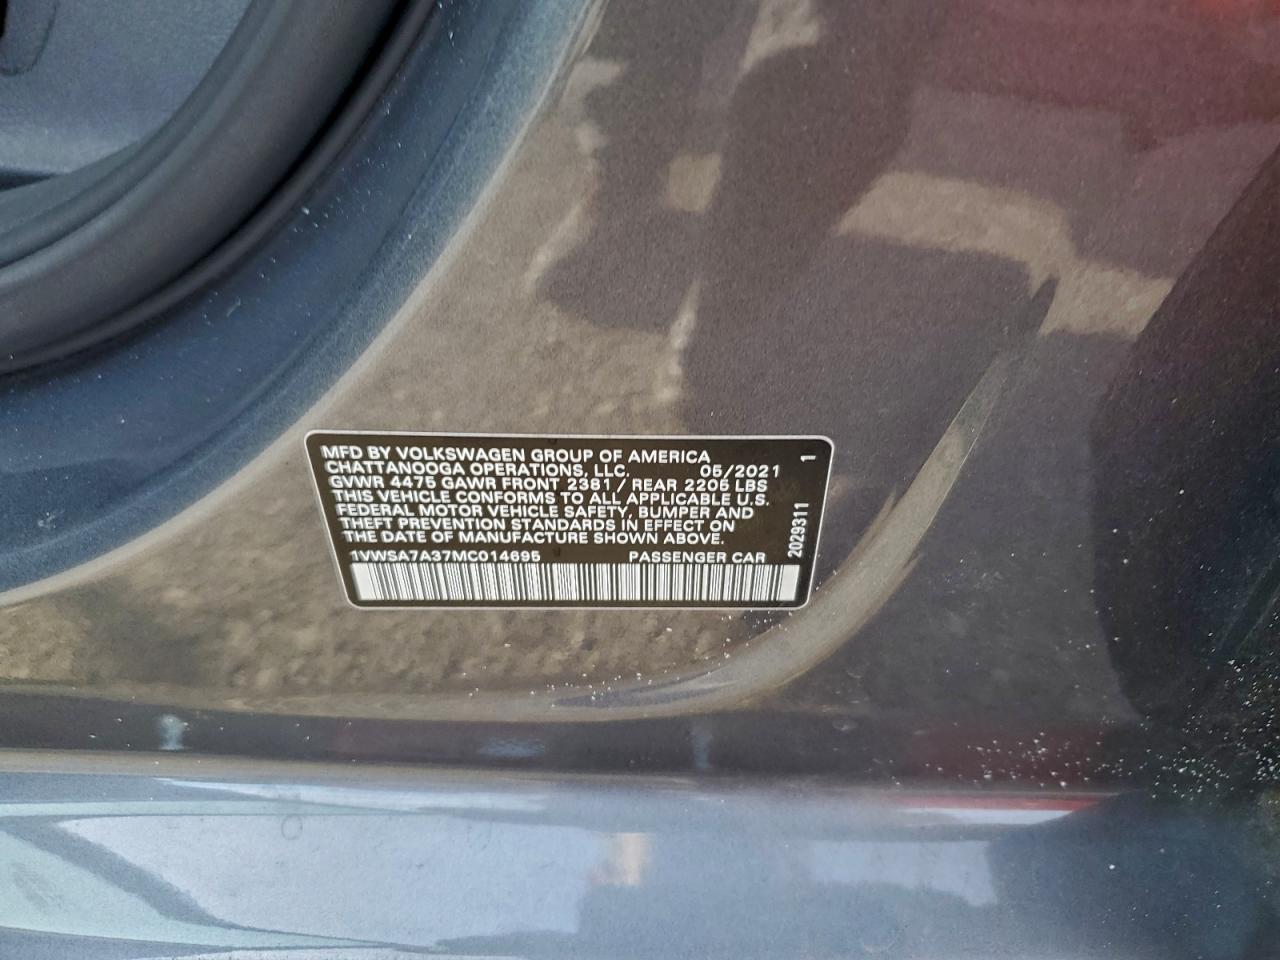 MFD BY VOLKSWAGEN GROUP OF AMERICA
CHATTANOOGA OPERATIONS, LLC. 05/2021
GVWR 4475 GAWR FRONT 2381 / REAR 2206 LBS
THIS VEHICLE CONFORMS TO ALL APPLICABLE U.S.
FEDERAL MOTOR VEHICLE SAFETY, BUMPER AND
THEFT PREVENTION STANDARDS IN EFFECT ON
THE DATE OF MANUFACTURE SHOWN ABOVE.
1VWSA7A37MC014695 PASSENGER CAR
2029311 1